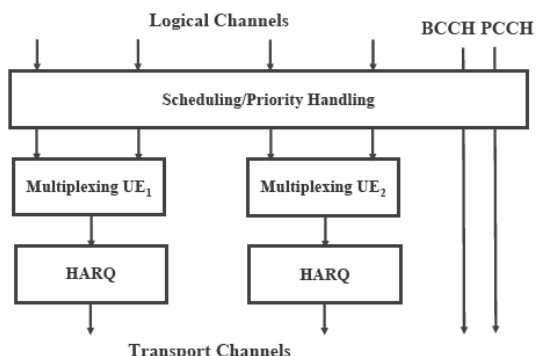 Logical Channels
BCCH PCCH
Scheduling/Priority Handling
Multiplexing UE₁
Multiplexing UE₂
HARQ
HARQ
Transport Channels